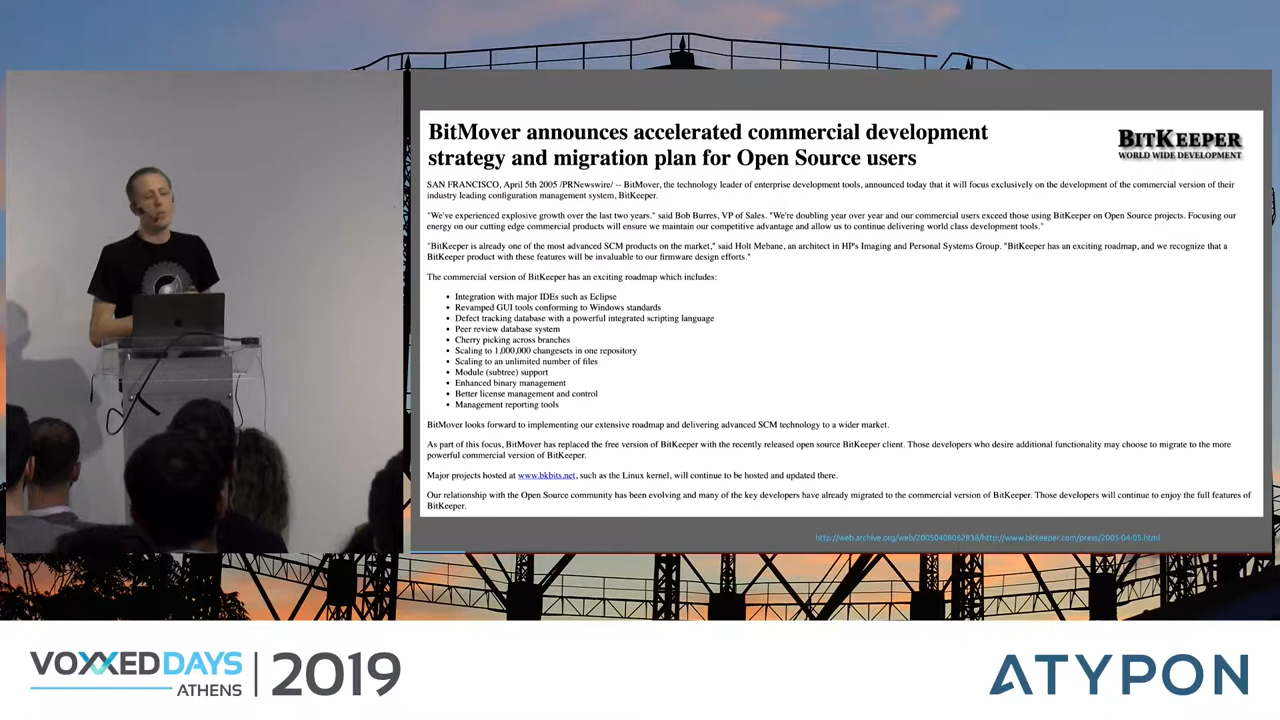 BitMover announces accelerated commercial development
strategy and migration plan for Open Source users
BITKEEPER
WORLD WIDE DEVELOPMENT
SAN FRANCISCO, April 5th 2005 /PRNewswire/ -- BitMover, the technology leader of enterprise development tools, announced today that it will focus exclusively on the development of the commercial version of their
industry leading configuration management system, BitKeeper.
"We've experienced explosive growth over the last two years." said Bob Burres, VP of Sales. "We're doubling year over year and our commercial users exceed those using BitKeeper on Open Source projects. Focusing our
energy on our cutting edge commercial products will ensure we maintain our competitive advantage and allow us to continue delivering world class development tools."
"BitKeeper is already one of the most advanced SCM products on the market," said Holt Mebane, an architect in HP's Imaging and Personal Systems Group. "BitKeeper has an exciting roadmap, and we recognize that a
BitKeeper product with these features will be invaluable to our firmware design efforts."
The commercial version of BitKeeper has an exciting roadmap which includes:
• Integration with major IDEs such as Eclipse
• Revamped GUI tools conforming to Windows standards
• Defect tracking database with a powerful integrated scripting language
• Peer review database system
• Cherry picking across branches
• Scaling to 1,000,000 changesets in one repository
• Scaling to an unlimited number of files
• Module (subtree) support
• Enhanced binary management
• Better license management and control
• Management reporting tools
BitMover looks forward to implementing our extensive roadmap and delivering advanced SCM technology to a wider market.
As part of this focus, BitMover has replaced the free version of BitKeeper with the recently released open source BitKeeper client. Those developers who desire additional functionality may choose to migrate to the more
powerful commercial version of BitKeeper.
Major projects hosted at www.bkbits.net, such as the Linux kernel, will continue to be hosted and updated there.
Our relationship with the Open Source community has been evolving and many of the key developers have already migrated to the commercial version of BitKeeper. Those developers will continue to enjoy the full features of
BitKeeper.
http://web.archive.org/web/20050408062838/http://www.bitkeeper.com/press/2005-04-05.html
VOXXED DAYS
ATHENS
2019
ATYPON